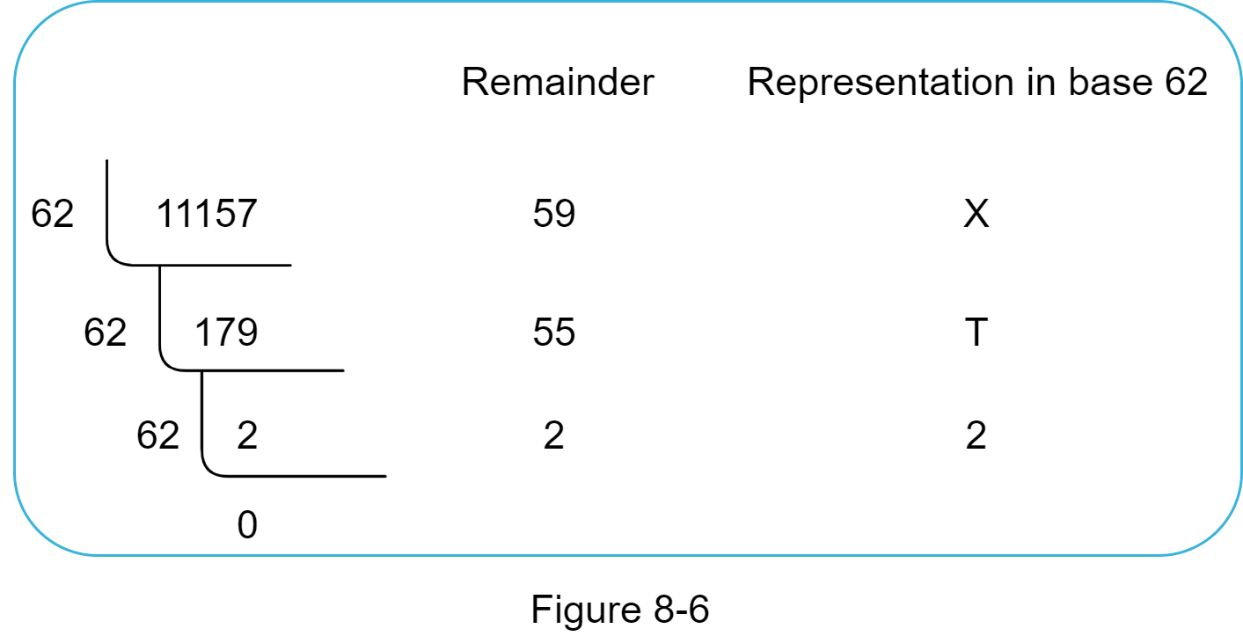 Remainder Representation in base 62
62 11157 59 X
62 179 55 T
62 2 2 2
0
Figure 8-6